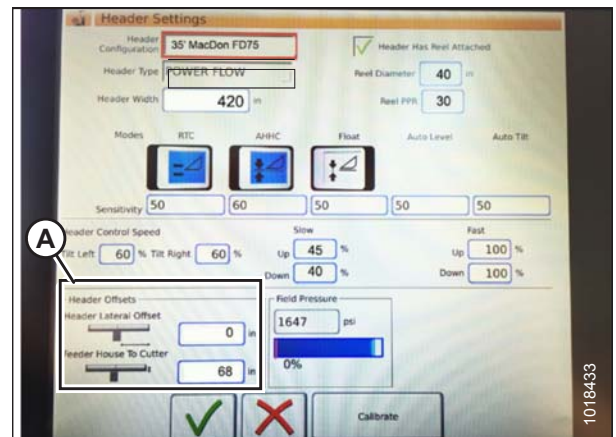 Header Settings
Header Configuration 35' MacDon FD75
Header Has Reel Attached
Header Type POWER FLOW
Reel Diameter 40 in
Header Width 420 in
Reel PPR 30
Modes RTC AHHC Float Auto Level Auto Tilt
Sensitivity 50 60 50 50 50
Header Control Speed
Slow Fast
Tilt Left 60 % Tilt Right 60 %
Up 45 % Up 100 %
Down 40 % Down 100 %
A
Header Offsets
Header Lateral Offset
0 in
Feeder House To Cutter
68 in
Field Pressure
1647 psi
0%
Calibrate
1018433